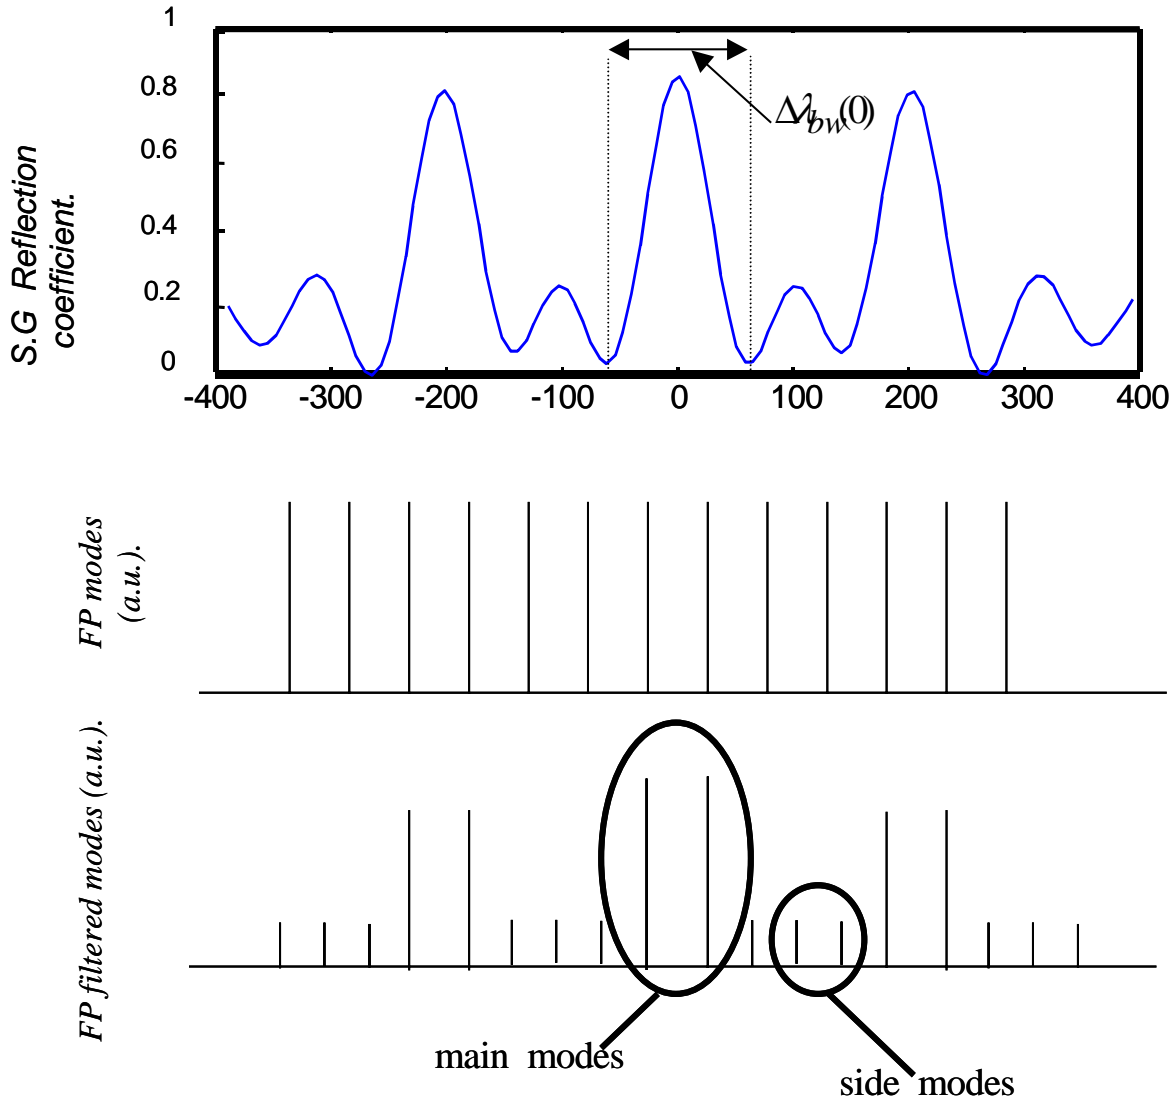 1
0.8
0.6
0.4
0.2
0
S.G Reflection
coefficient.
Δλbw(0)
-400 -300 -200 -100 0 100 200 300 400
FP modes
(a.u.).
FP filtered modes (a.u.).
main modes
side modes